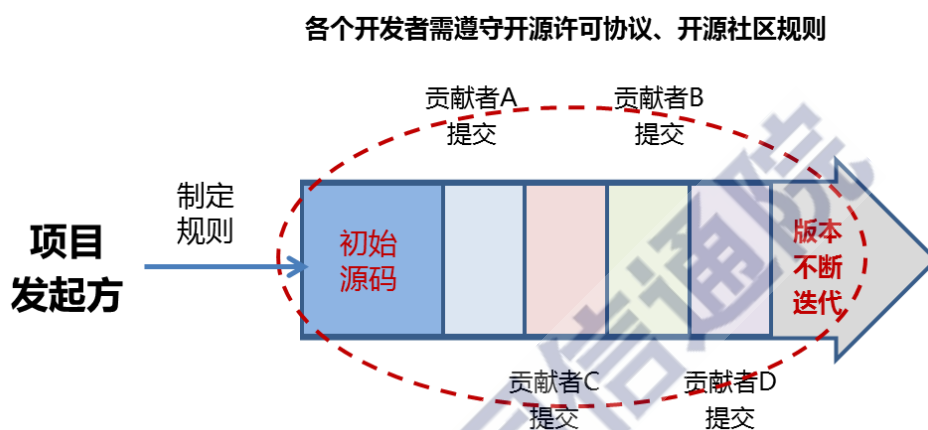 各个开发者需遵守开源许可协议、开源社区规则
贡献者A
提交
贡献者B
提交
制定
规则
项目
发起方
初始
源码
版本
不断
迭代
贡献者C
提交
贡献者D
提交
信通院